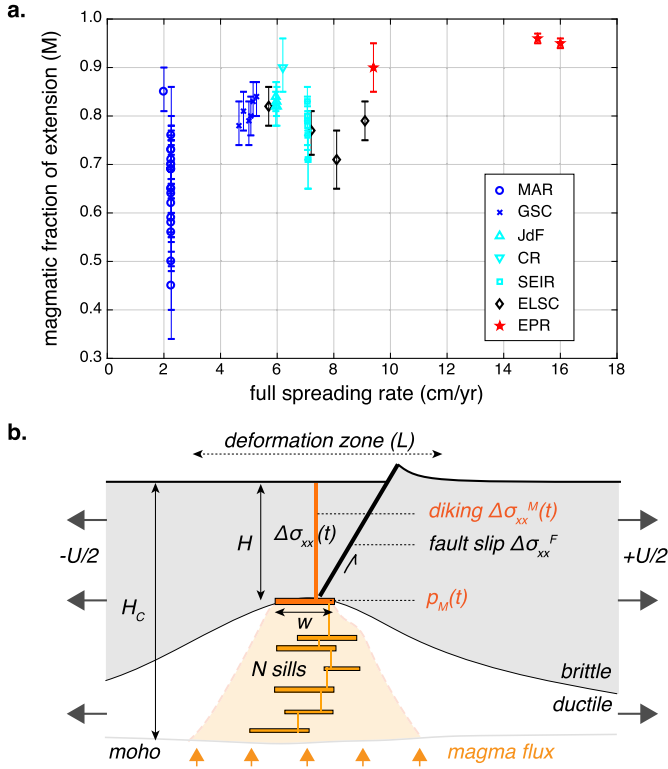 a.
magmatic fraction of extension (M)
1.0
0.9
0.8
0.7
0.6
0.5
0.4
0.3
0 2 4 6 8 10 12 14 16 18
full spreading rate (cm/yr)
MAR
GSC
JdF
CR
SEIR
ELSC
EPR
b.
deformation zone (L)
H
Δσxx(t)
diking ΔσxxM(t)
fault slip ΔσxxF
-U/2
+U/2
HC
pM(t)
w
N sills
brittle
ductile
moho
magma flux